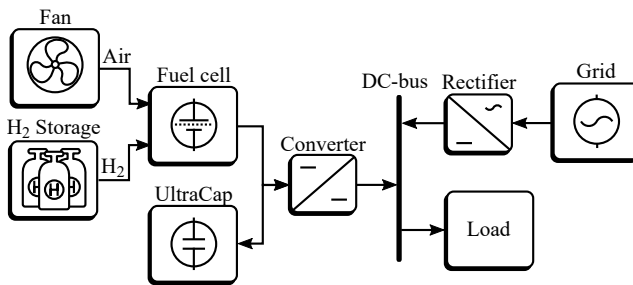 Fan
Air
Fuel cell
H₂ Storage
H₂
H
H
H
UltraCap
Converter
DC-bus
Rectifier
Grid
Load